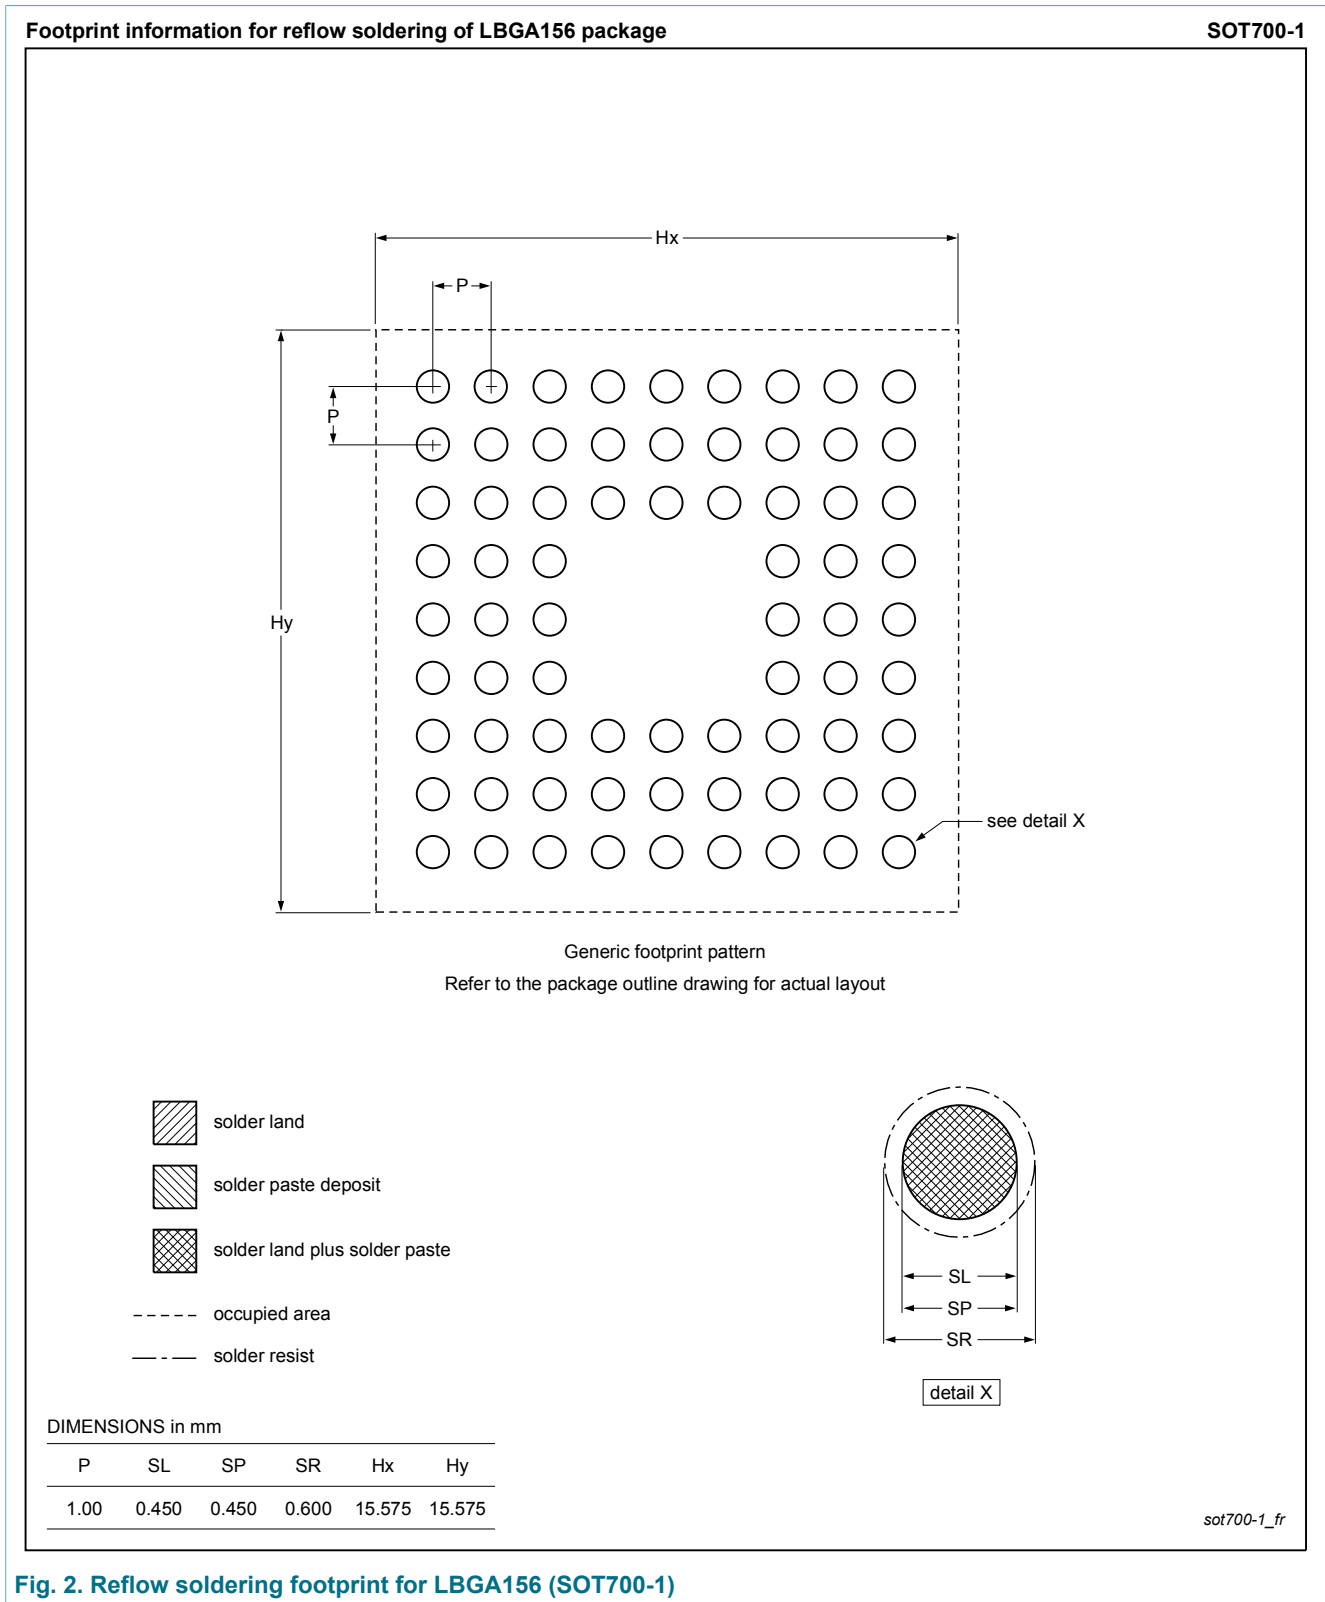 Footprint information for reflow soldering of LBGA156 package SOT700-1
Hx
P
P
Hy
see detail X
Generic footprint pattern
Refer to the package outline drawing for actual layout
solder land
solder paste deposit
solder land plus solder paste
occupied area
solder resist
SL
SP
SR
detail X
DIMENSIONS in mm
P SL SP SR Hx Hy
1.00 0.450 0.450 0.600 15.575 15.575
sot700-1_fr
Fig. 2. Reflow soldering footprint for LBGA156 (SOT700-1)